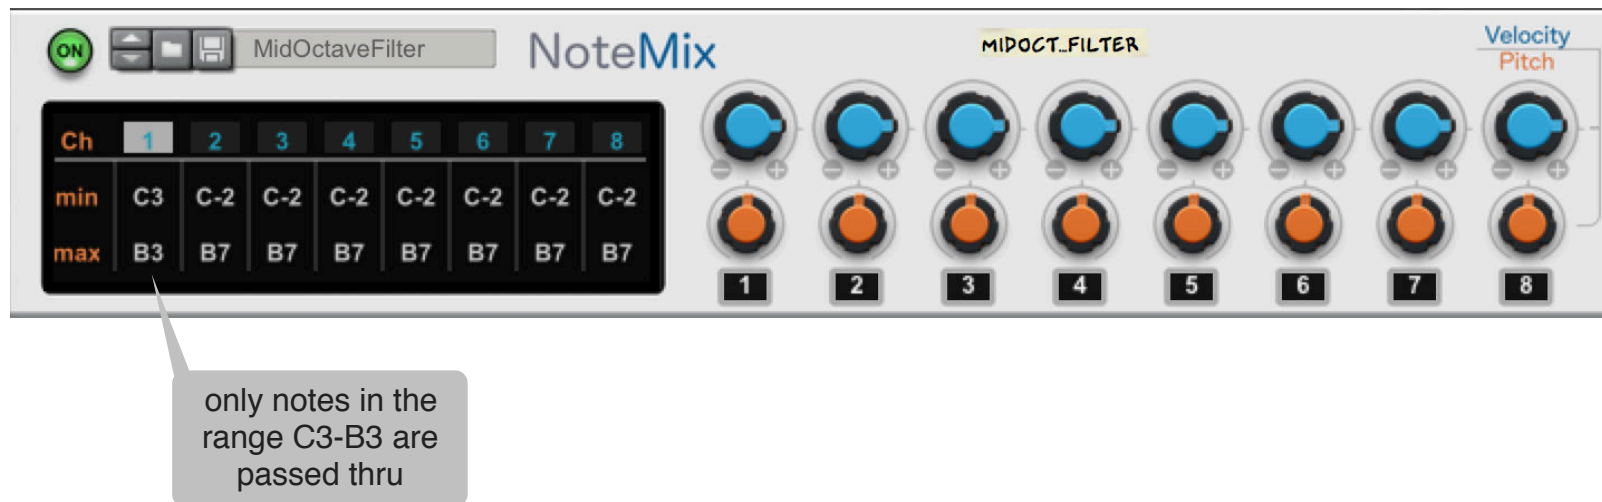 ON MidOctaveFilter NoteMix MIDOCT_FILTER Velocity
Pitch
Ch 1 2 3 4 5 6 7 8
min C3 C-2 C-2 C-2 C-2 C-2 C-2 C-2
max B3 B7 B7 B7 B7 B7 B7 B7
1 2 3 4 5 6 7 8
only notes in the
range C3-B3 are
passed thru